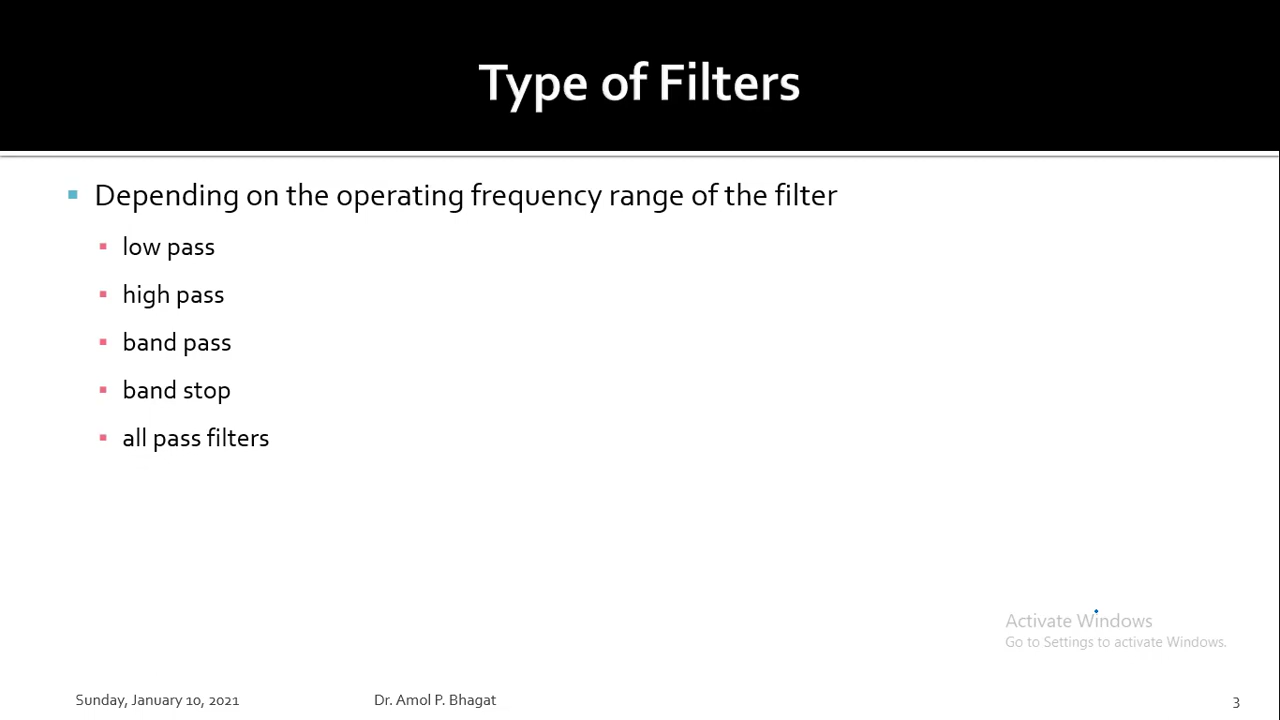 Type of Filters
Depending on the operating frequency range of the filter
low pass
high pass
band pass
band stop
all pass filters
Activate Windows
Go to Settings to activate Windows.
Sunday, January 10, 2021
Dr. Amol P. Bhagat
3